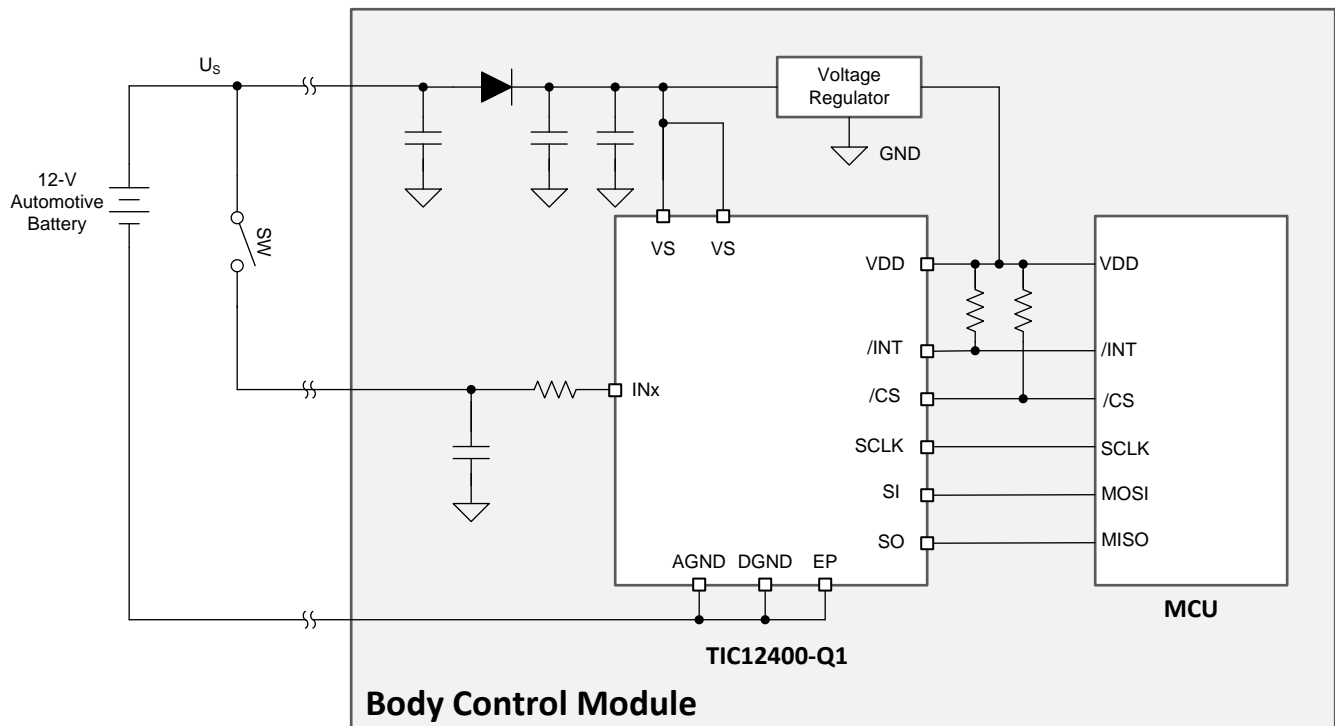 U_S
Voltage
Regulator
GND
12-V
Automotive
Battery
SW
VS VS
VDD VDD
/INT /INT
INx
/CS /CS
SCLK SCLK
SI MOSI
SO MISO
AGND DGND EP
MCU
TIC12400-Q1
Body Control Module